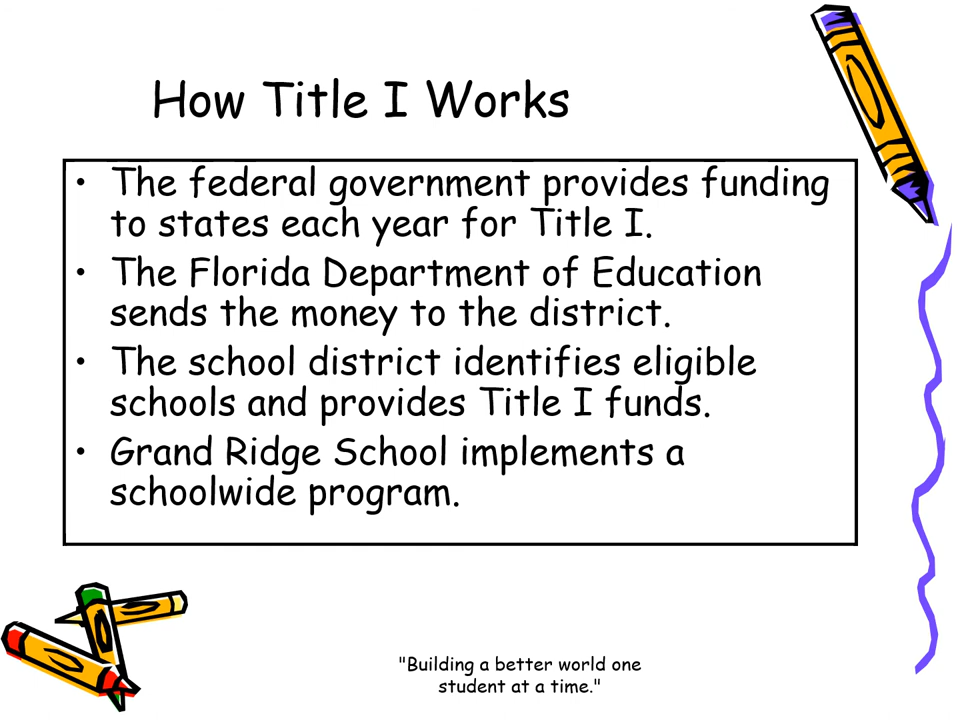 How Title I Works
• The federal government provides funding
to states each year for Title I.
• The Florida Department of Education
sends the money to the district.
• The school district identifies eligible
schools and provides Title I funds.
• Grand Ridge School implements a
schoolwide program.
"Building a better world one
student at a time."